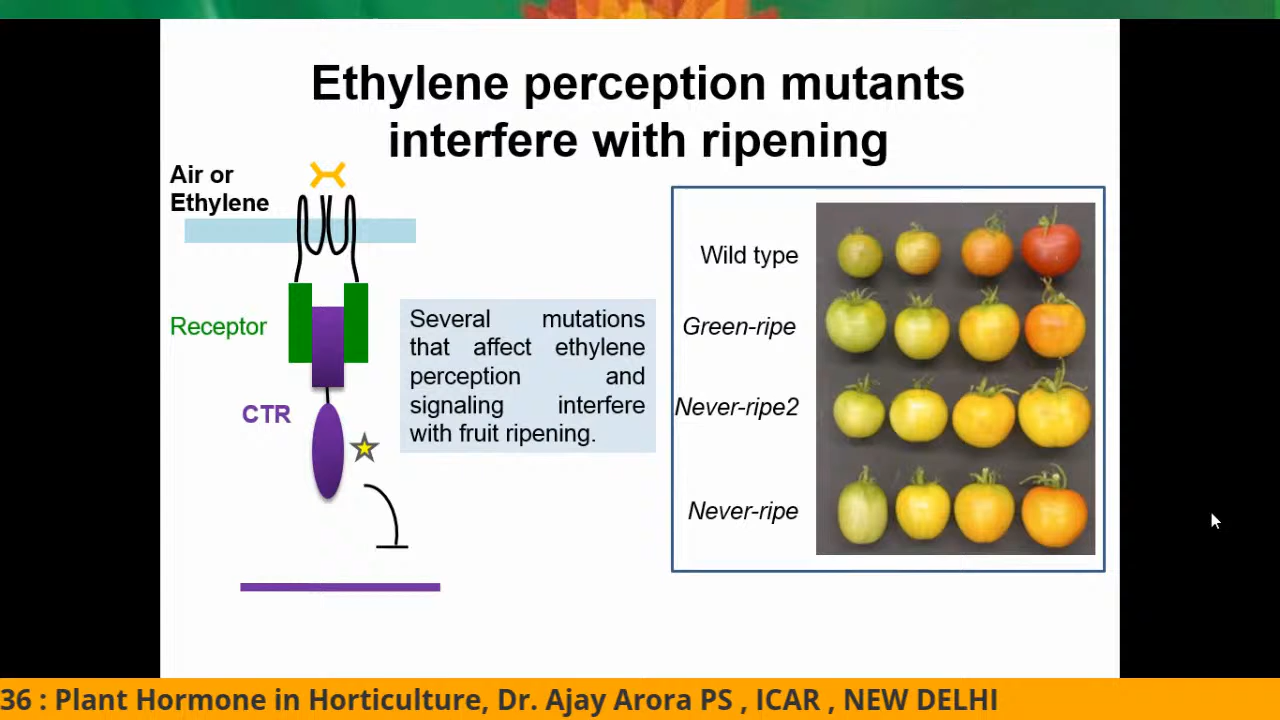 Ethylene perception mutants
interfere with ripening
Air or
Ethylene
Receptor
CTR
Several mutations
that affect ethylene
perception and
signaling interfere
with fruit ripening.
Wild type
Green-ripe
Never-ripe2
Never-ripe
36 : Plant Hormone in Horticulture, Dr. Ajay Arora PS , ICAR , NEW DELHI